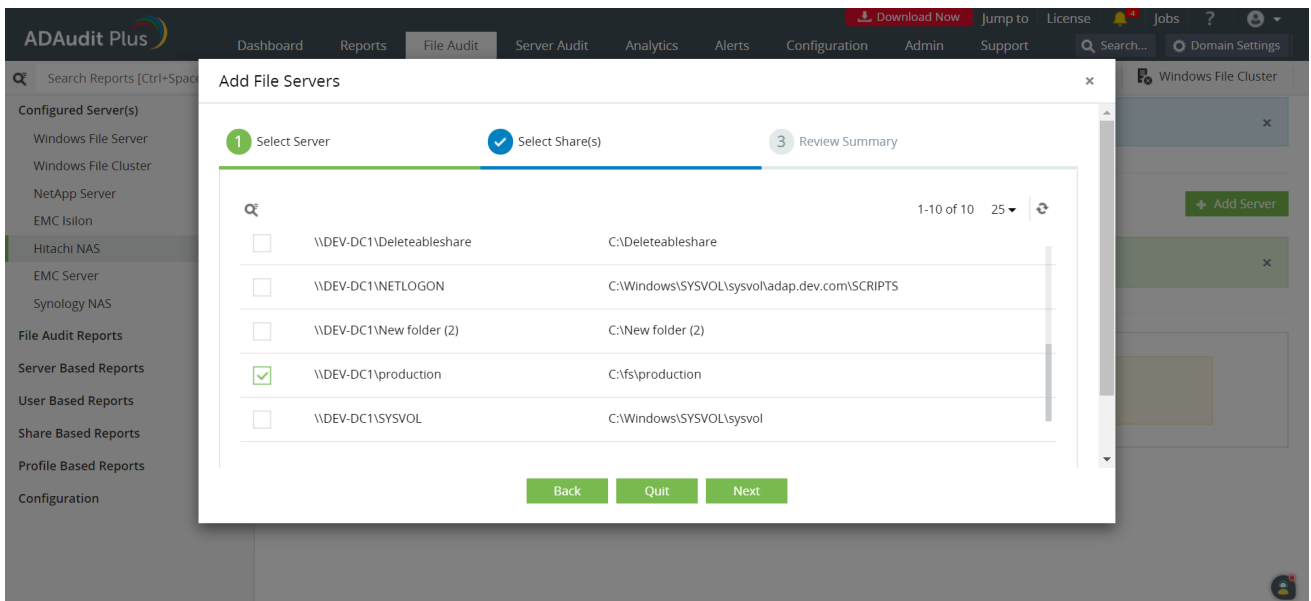 Download Now Jump to License 4 Jobs ?
ADAudit Plus
Dashboard Reports File Audit Server Audit Analytics Alerts Configuration Admin Support Search... Domain Settings
Search Reports [Ctrl+Space
Windows File Cluster
Add File Servers ×
Configured Server(s)
Windows File Server
Windows File Cluster
NetApp Server
EMC Isilon
Hitachi NAS
EMC Server
Synology NAS
File Audit Reports
Server Based Reports
User Based Reports
Share Based Reports
Profile Based Reports
Configuration
1 Select Server Select Share(s) 3 Review Summary
1-10 of 10 25
+ Add Server
\\DEV-DC1\Deleteableshare C:\Deleteableshare
\\DEV-DC1\NETLOGON C:\Windows\SYSVOL\sysvol\adap.dev.com\SCRIPTS
\\DEV-DC1\New folder (2) C:\New folder (2)
\\DEV-DC1\production C:\fs\production
\\DEV-DC1\SYSVOL C:\Windows\SYSVOL\sysvol
Back Quit Next